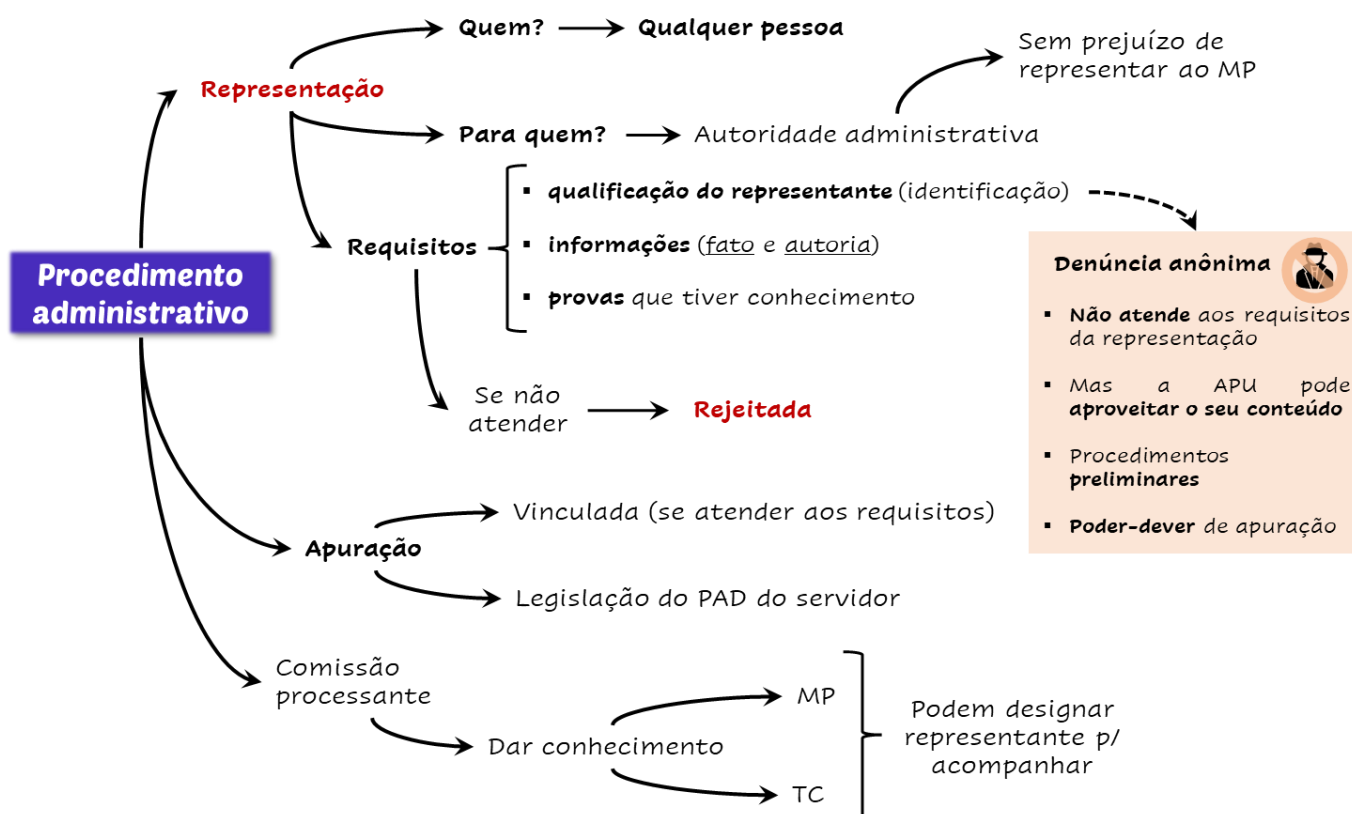 Quem?
Qualquer pessoa
Sem prejuízo de
representar ao MP
Representação
Para quem?
Autoridade administrativa
▪ qualificação do representante (identificação)
Requisitos
▪ informações (fato e autoria)
▪ provas que tiver conhecimento
Procedimento
administrativo
Denúncia anônima
▪ Não atende aos requisitos
da representação
▪ Mas a APU pode
aproveitar o seu conteúdo
▪ Procedimentos
preliminares
▪ Poder-dever de apuração
Se não
atender
Rejeitada
Vinculada (se atender aos requisitos)
Apuração
Legislação do PAD do servidor
Comissão
processante
MP
Dar conhecimento
TC
Podem designar
representante p/
acompanhar